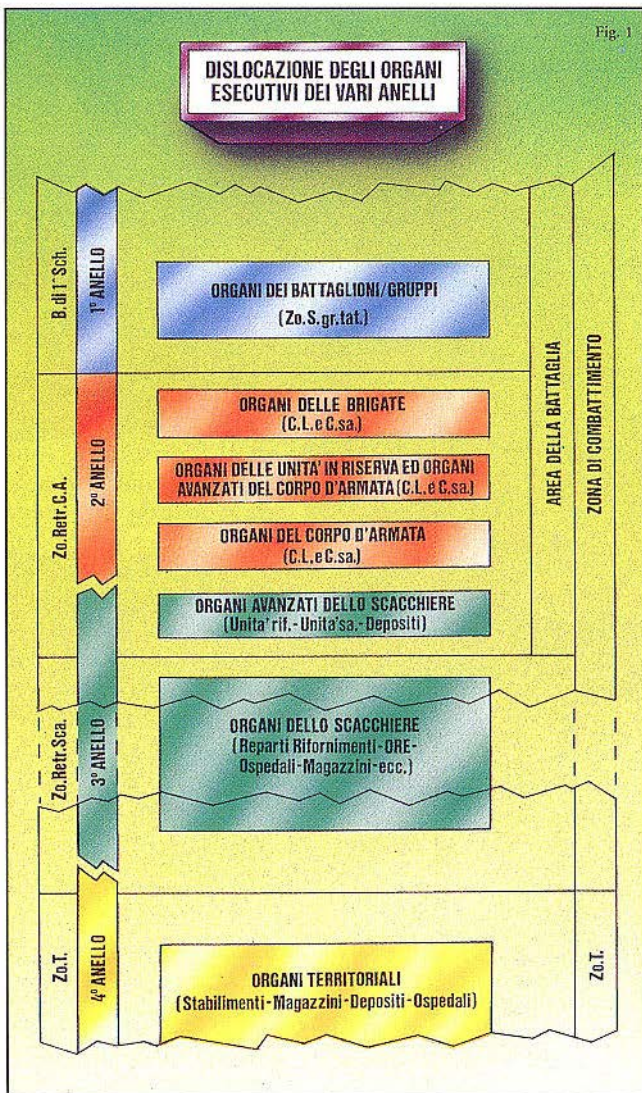 Fig. 1
DISLOCAZIONE DEGLI ORGANI
ESECUTIVI DEI VARI ANELLI
B. di 1ª Sch.
1º ANELLO
ORGANI DEI BATTAGLIONI/GRUPPI
(Zo.S.gr.tat.)
AREA DELLA BATTAGLIA
ZONA DI COMBATTIMENTO
Zo.Retr.C.A.
2º ANELLO
ORGANI DELLE BRIGATE
(C.L. e C.sa.)
ORGANI DELLE UNITA' IN RISERVA ED ORGANI
AVANZATI DEL CORPO D'ARMATA (C.L. e C.sa.)
ORGANI DEL CORPO D'ARMATA
(C.L. e C.sa.)
ORGANI AVANZATI DELLO SCACCHIERE
(Unita' rif.-Unita' sa.-Depositi)
Zo.Retr.Sca.
3º ANELLO
ORGANI DELLO SCACCHIERE
(Reparti Rifornimenti-ORE-
Ospedali-Magazzini-ecc.)
Zo.T.
4º ANELLO
ORGANI TERRITORIALI
(Stabilimenti-Magazzini-Depositi-Ospedali)
Zo.T.